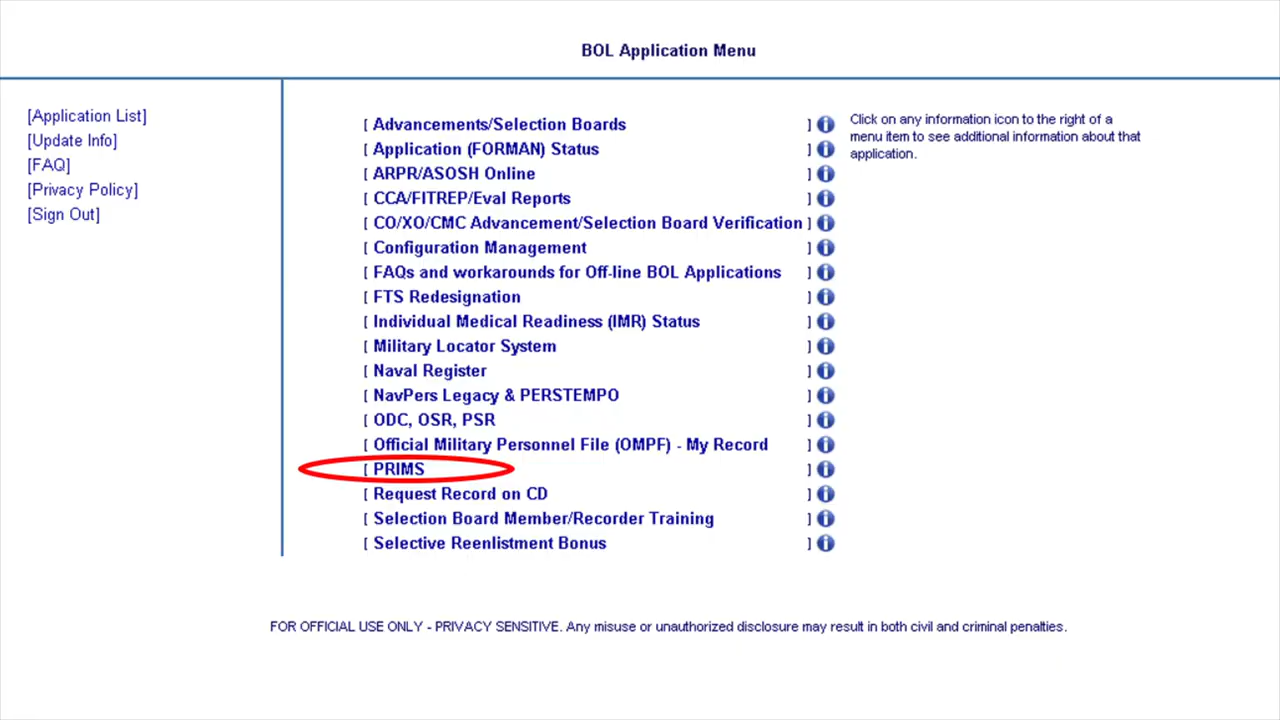 BOL Application Menu
[Application List]
[Update Info]
[FAQ]
[Privacy Policy]
[Sign Out]
[ Advancements/Selection Boards ]
[ Application (FORMAN) Status ]
[ ARPR/ASOSH Online ]
[ CCA/FITREP/Eval Reports ]
[ CO/XO/CMC Advancement/Selection Board Verification ]
[ Configuration Management ]
[ FAQs and workarounds for Off-line BOL Applications ]
[ FTS Redesignation ]
[ Individual Medical Readiness (IMR) Status ]
[ Military Locator System ]
[ Naval Register ]
[ NavPers Legacy & PERSTEMPO ]
[ ODC, OSR, PSR ]
[ Official Military Personnel File (OMPF) - My Record ]
[ PRIMS ]
[ Request Record on CD ]
[ Selection Board Member/Recorder Training ]
[ Selective Reenlistment Bonus ]
Click on any information icon to the right of a
menu item to see additional information about that
application.
FOR OFFICIAL USE ONLY - PRIVACY SENSITIVE. Any misuse or unauthorized disclosure may result in both civil and criminal penalties.